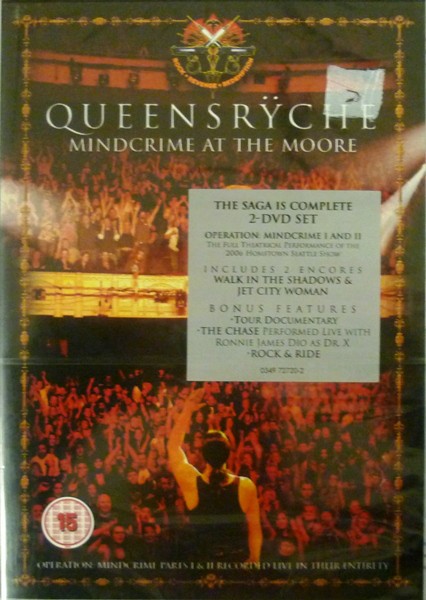 QUEENSRŸCHE
MINDCRIME AT THE MOORE
THE SAGA IS COMPLETE
2-DVD SET
OPERATION: MINDCRIME I AND II
THE FULL THEATRICAL PERFORMANCE OF THE
2006 HOMETOWN SEATTLE SHOW
INCLUDES 2 ENCORES
WALK IN THE SHADOWS &
JET CITY WOMAN
BONUS FEATURES
•TOUR DOCUMENTARY
•THE CHASE PERFORMED LIVE WITH
RONNIE JAMES DIO AS DR. X
•ROCK & RIDE
0349 73720-2
15
OPERATION: MINDCRIME PARTS I & II RECORDED LIVE IN THEIR ENTIRETY